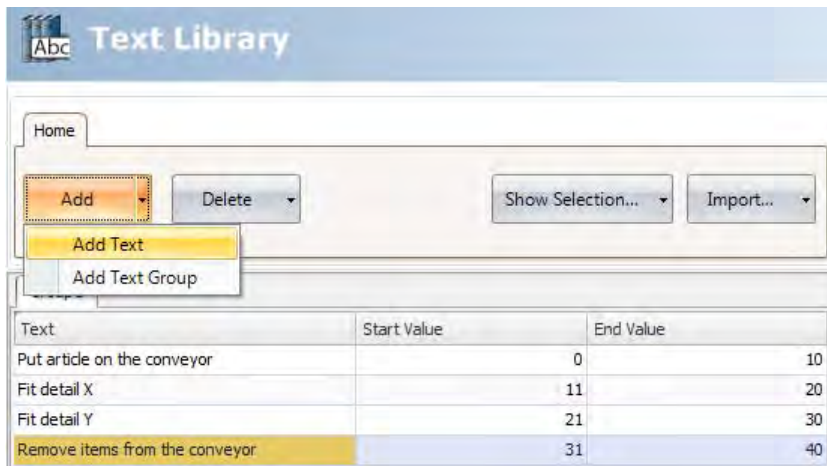 Abc Text Library
Home
Add Delete Show Selection... Import...
Add Text
Add Text Group
Text Start Value End Value
Put article on the conveyor 0 10
Fit detail X 11 20
Fit detail Y 21 30
Remove items from the conveyor 31 40